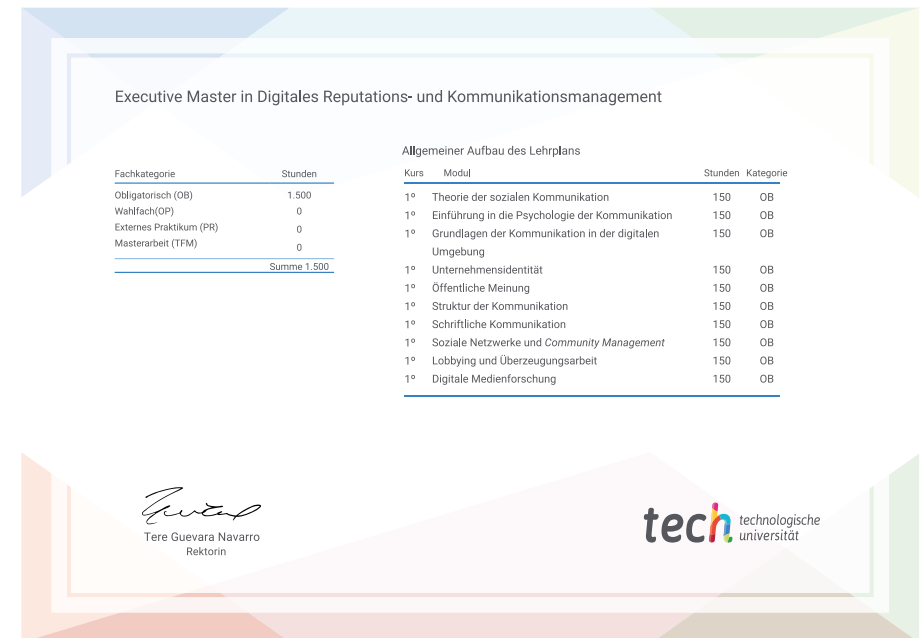 Executive Master in Digitales Reputations- und Kommunikationsmanagement
Fachkategorie Stunden
Obligatorisch (OB) 1.500
Wahlfach(OP) 0
Externes Praktikum (PR) 0
Masterarbeit (TFM) 0
Summe 1.500
Allgemeiner Aufbau des Lehrplans
Kurs Modul Stunden Kategorie
1º Theorie der sozialen Kommunikation 150 OB
1º Einführung in die Psychologie der Kommunikation 150 OB
1º Grundlagen der Kommunikation in der digitalen 150 OB
Umgebung
1º Unternehmensidentität 150 OB
1º Öffentliche Meinung 150 OB
1º Struktur der Kommunikation 150 OB
1º Schriftliche Kommunikation 150 OB
1º Soziale Netzwerke und Community Management 150 OB
1º Lobbying und Überzeugungsarbeit 150 OB
1º Digitale Medienforschung 150 OB
Tere Guevara Navarro
Rektorin
tech technologische
universität